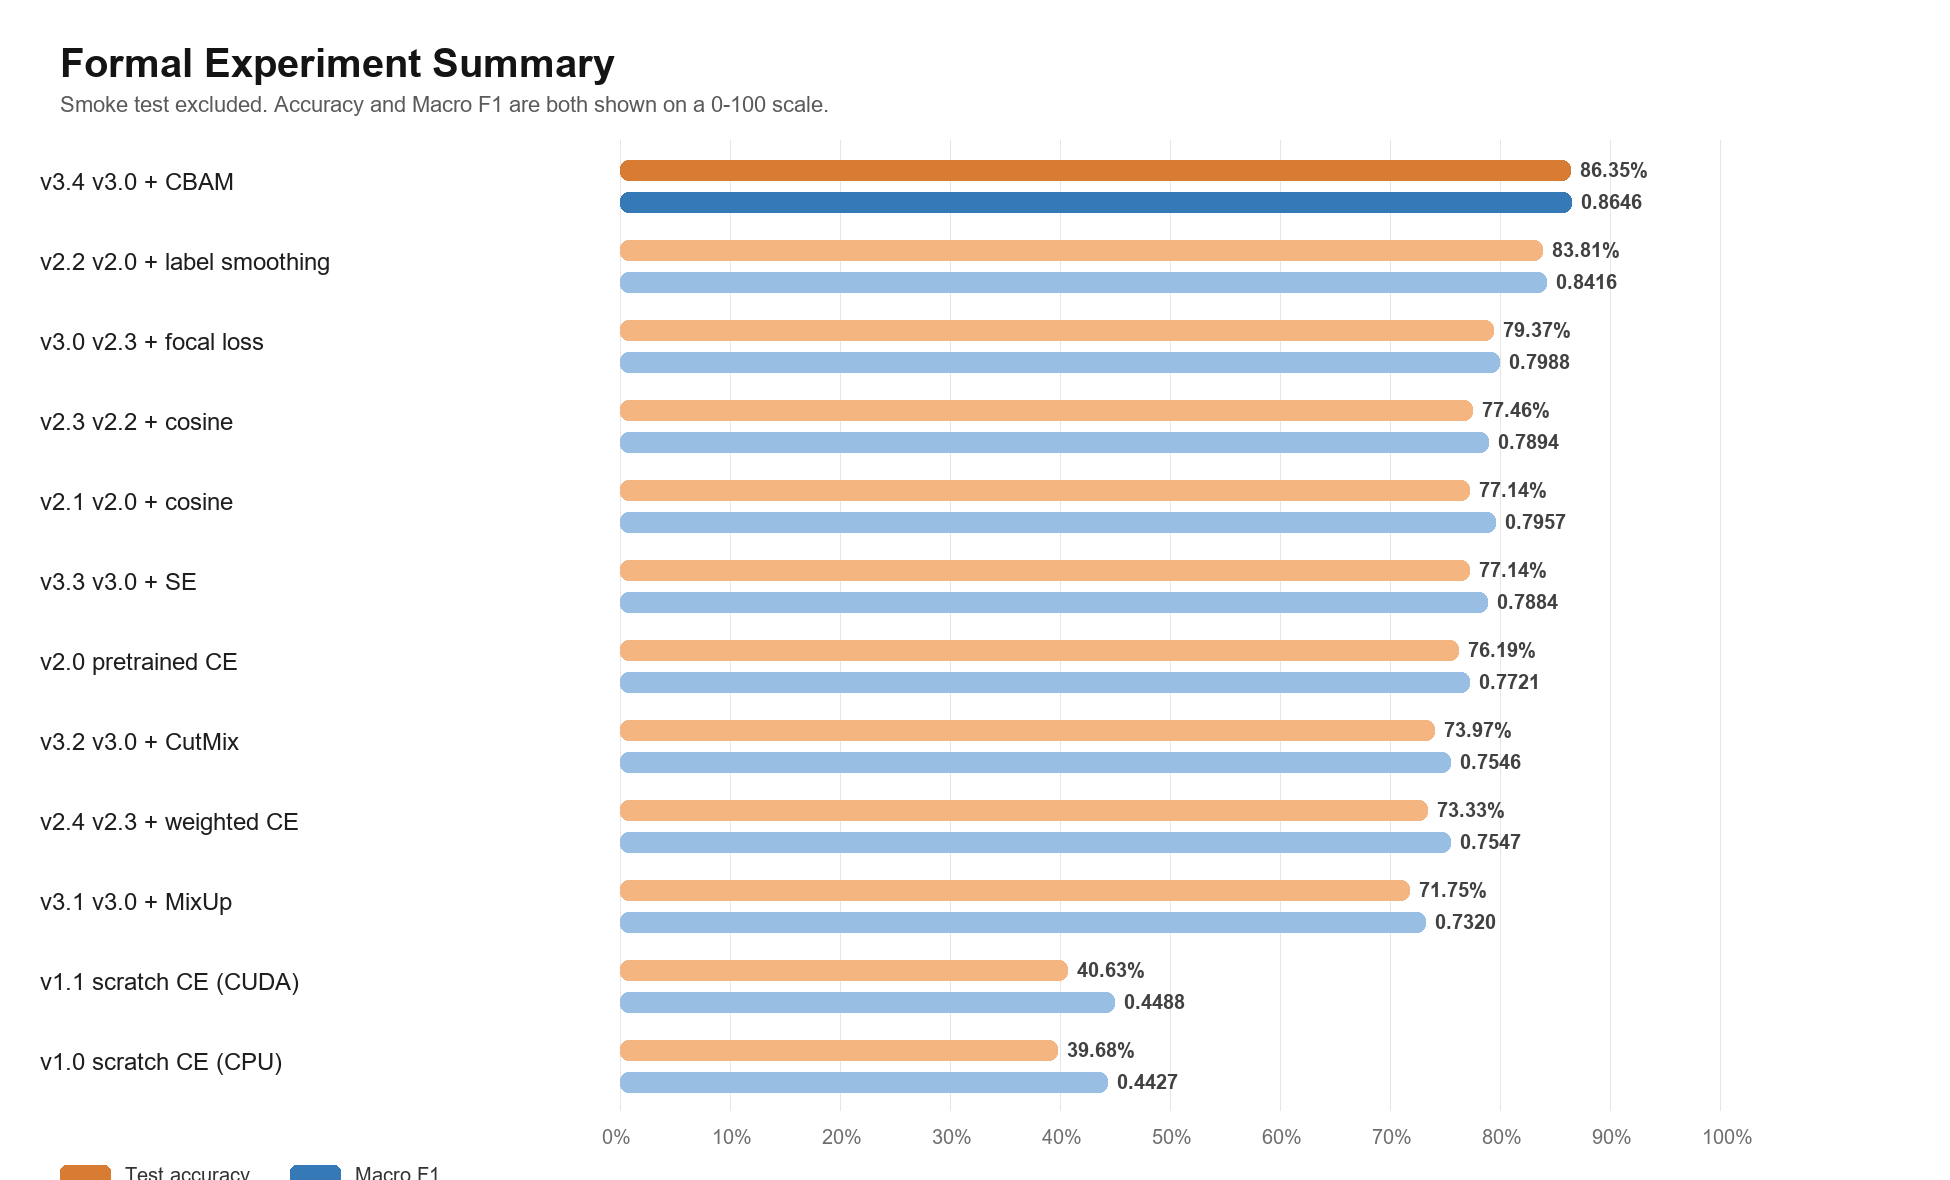 Formal Experiment Summary
Smoke test excluded. Accuracy and Macro F1 are both shown on a 0-100 scale.
v3.4 v3.0 + CBAM
86.35%
0.8646
v2.2 v2.0 + label smoothing
83.81%
0.8416
v3.0 v2.3 + focal loss
79.37%
0.7988
v2.3 v2.2 + cosine
77.46%
0.7894
v2.1 v2.0 + cosine
77.14%
0.7957
v3.3 v3.0 + SE
77.14%
0.7884
v2.0 pretrained CE
76.19%
0.7721
v3.2 v3.0 + CutMix
73.97%
0.7546
v2.4 v2.3 + weighted CE
73.33%
0.7547
v3.1 v3.0 + MixUp
71.75%
0.7320
v1.1 scratch CE (CUDA)
40.63%
0.4488
v1.0 scratch CE (CPU)
39.68%
0.4427
0% 10% 20% 30% 40% 50% 60% 70% 80% 90% 100%
Test accuracy Macro F1